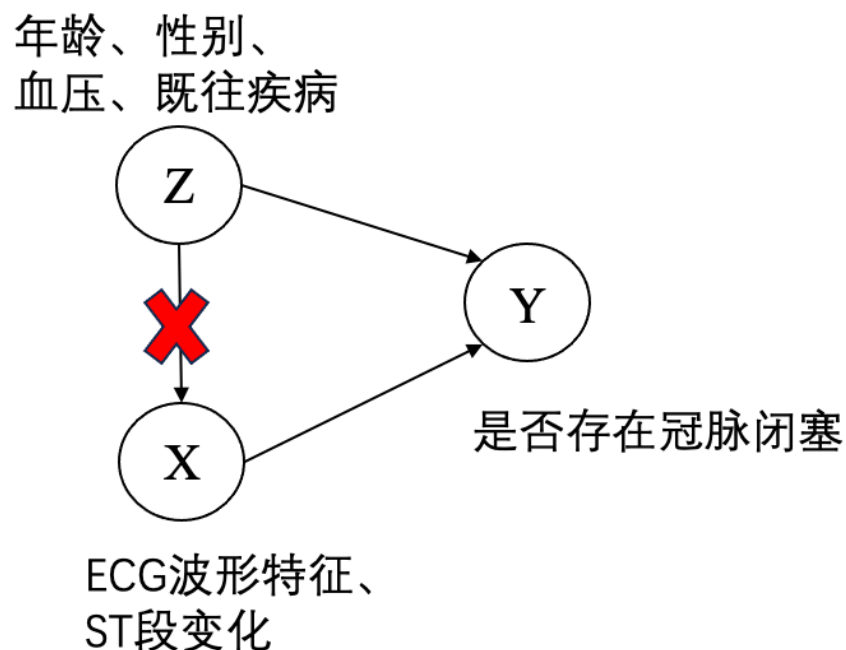 年龄、性别、
血压、既往疾病
Z
Y
X
是否存在冠脉闭塞
ECG波形特征、
ST段变化